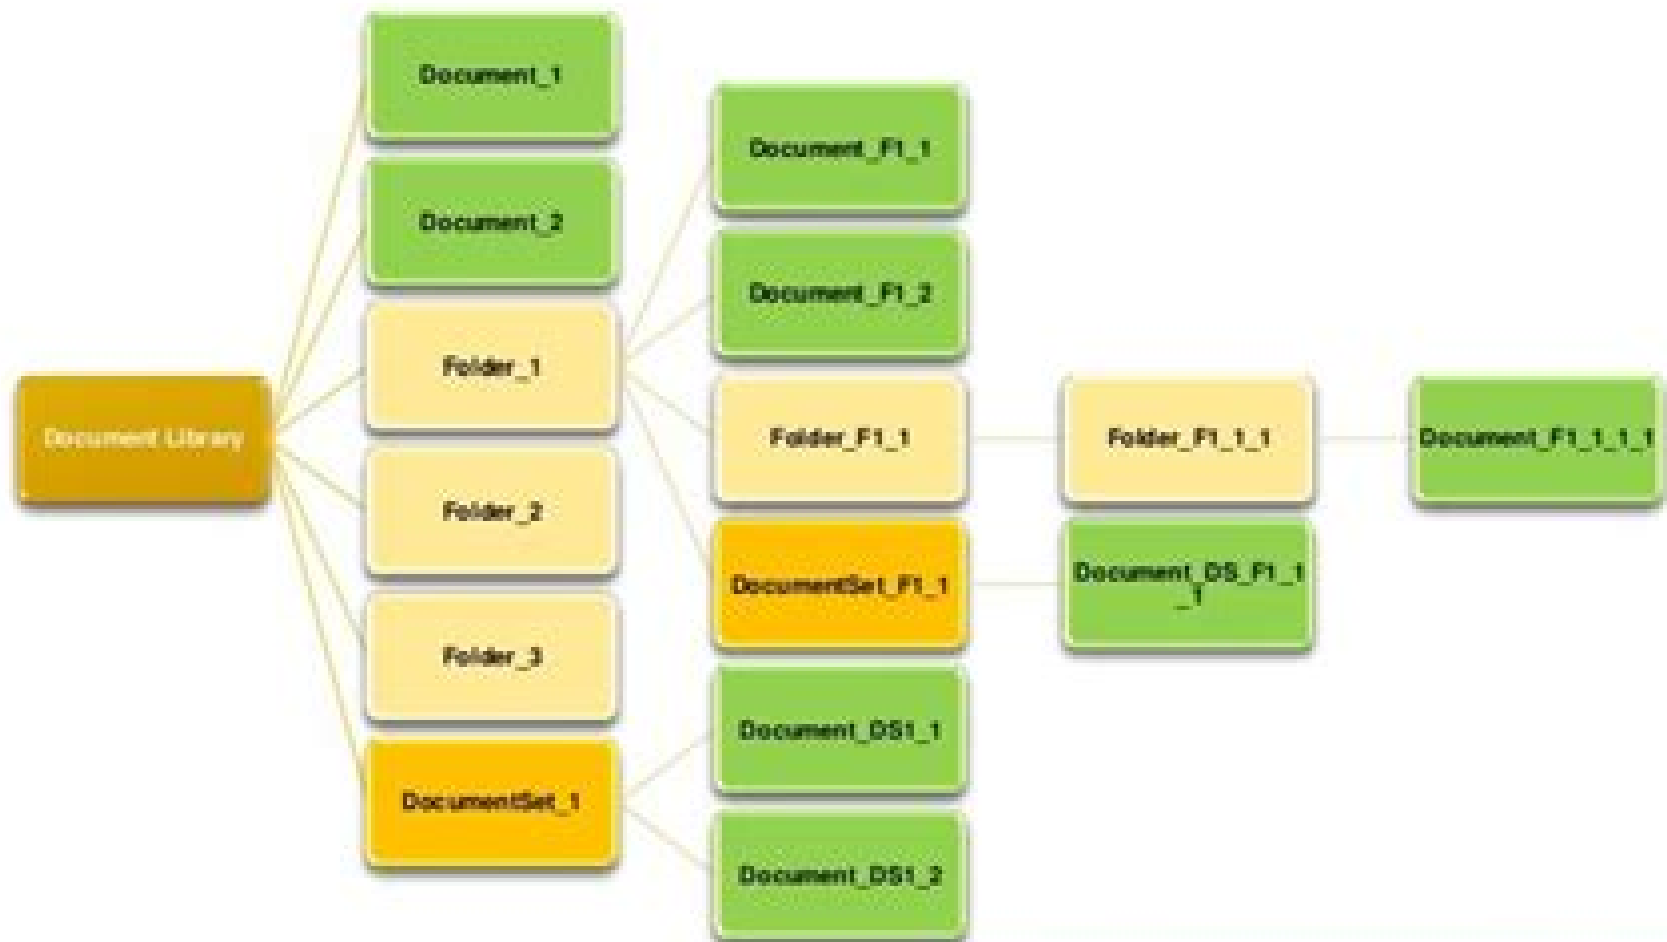 Document_1
Document_F1_1
Document_2
Document_F1_2
Folder_1
Document Library
Folder_F1_1
Folder_F1_1_1
Document_F1_1_1_1
Folder_2
DocumentSet_F1_1
Document_DS_F1_1
_1
Folder_3
Document_DS1_1
DocumentSet_1
Document_DS1_2